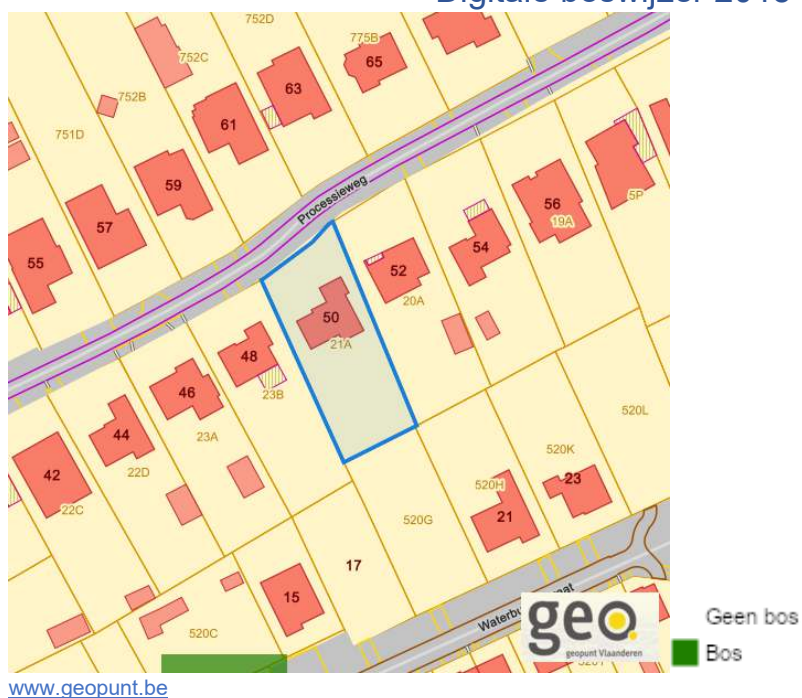 752D
775B
752C
65
63
752B
61
751D
59
Processieweg
57
56
5P
19A
55
54
52
20A
50
21A
48
23B
46
520L
23A
44
520K
22D
42
520H
23
22C
21
520G
17
15
geo
Geen bos
520C
geopunt Vlaanderen
Bos
www.geopunt.be